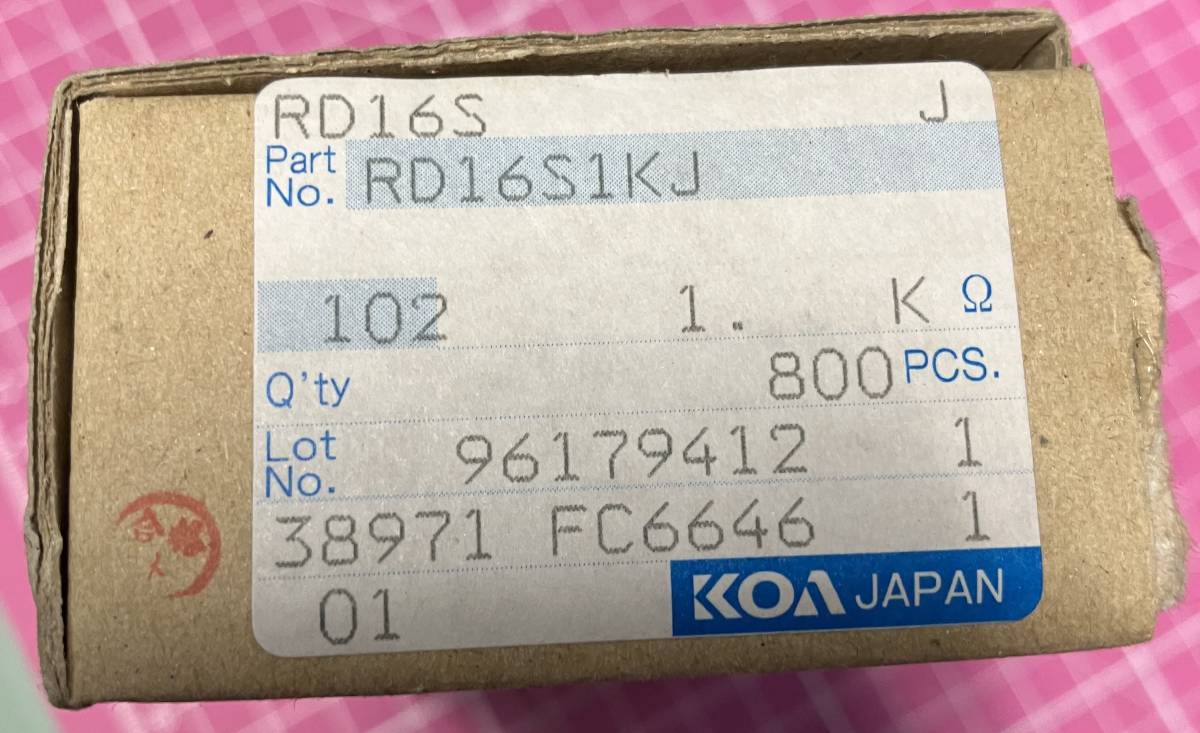 RD16S J
Part No. RD16S1KJ
102 1. K Ω
Q'ty 800 PCS.
Lot No. 96179412 1
38971 FC6646 1
01
KOA JAPAN